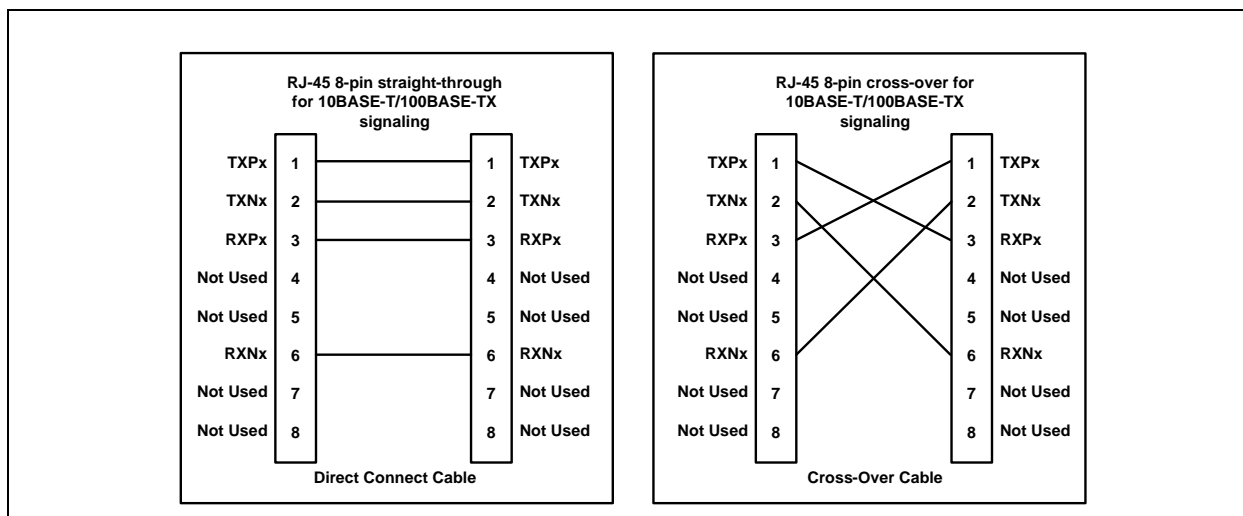 RJ-45 8-pin straight-through
for 10BASE-T/100BASE-TX
signaling
TXPx 1 1 TXPx
TXNx 2 2 TXNx
RXPx 3 3 RXPx
Not Used 4 4 Not Used
Not Used 5 5 Not Used
RXNx 6 6 RXNx
Not Used 7 7 Not Used
Not Used 8 8 Not Used
Direct Connect Cable
RJ-45 8-pin cross-over for
10BASE-T/100BASE-TX
signaling
TXPx 1 1 TXPx
TXNx 2 2 TXNx
RXPx 3 3 RXPx
Not Used 4 4 Not Used
Not Used 5 5 Not Used
RXNx 6 6 RXNx
Not Used 7 7 Not Used
Not Used 8 8 Not Used
Cross-Over Cable